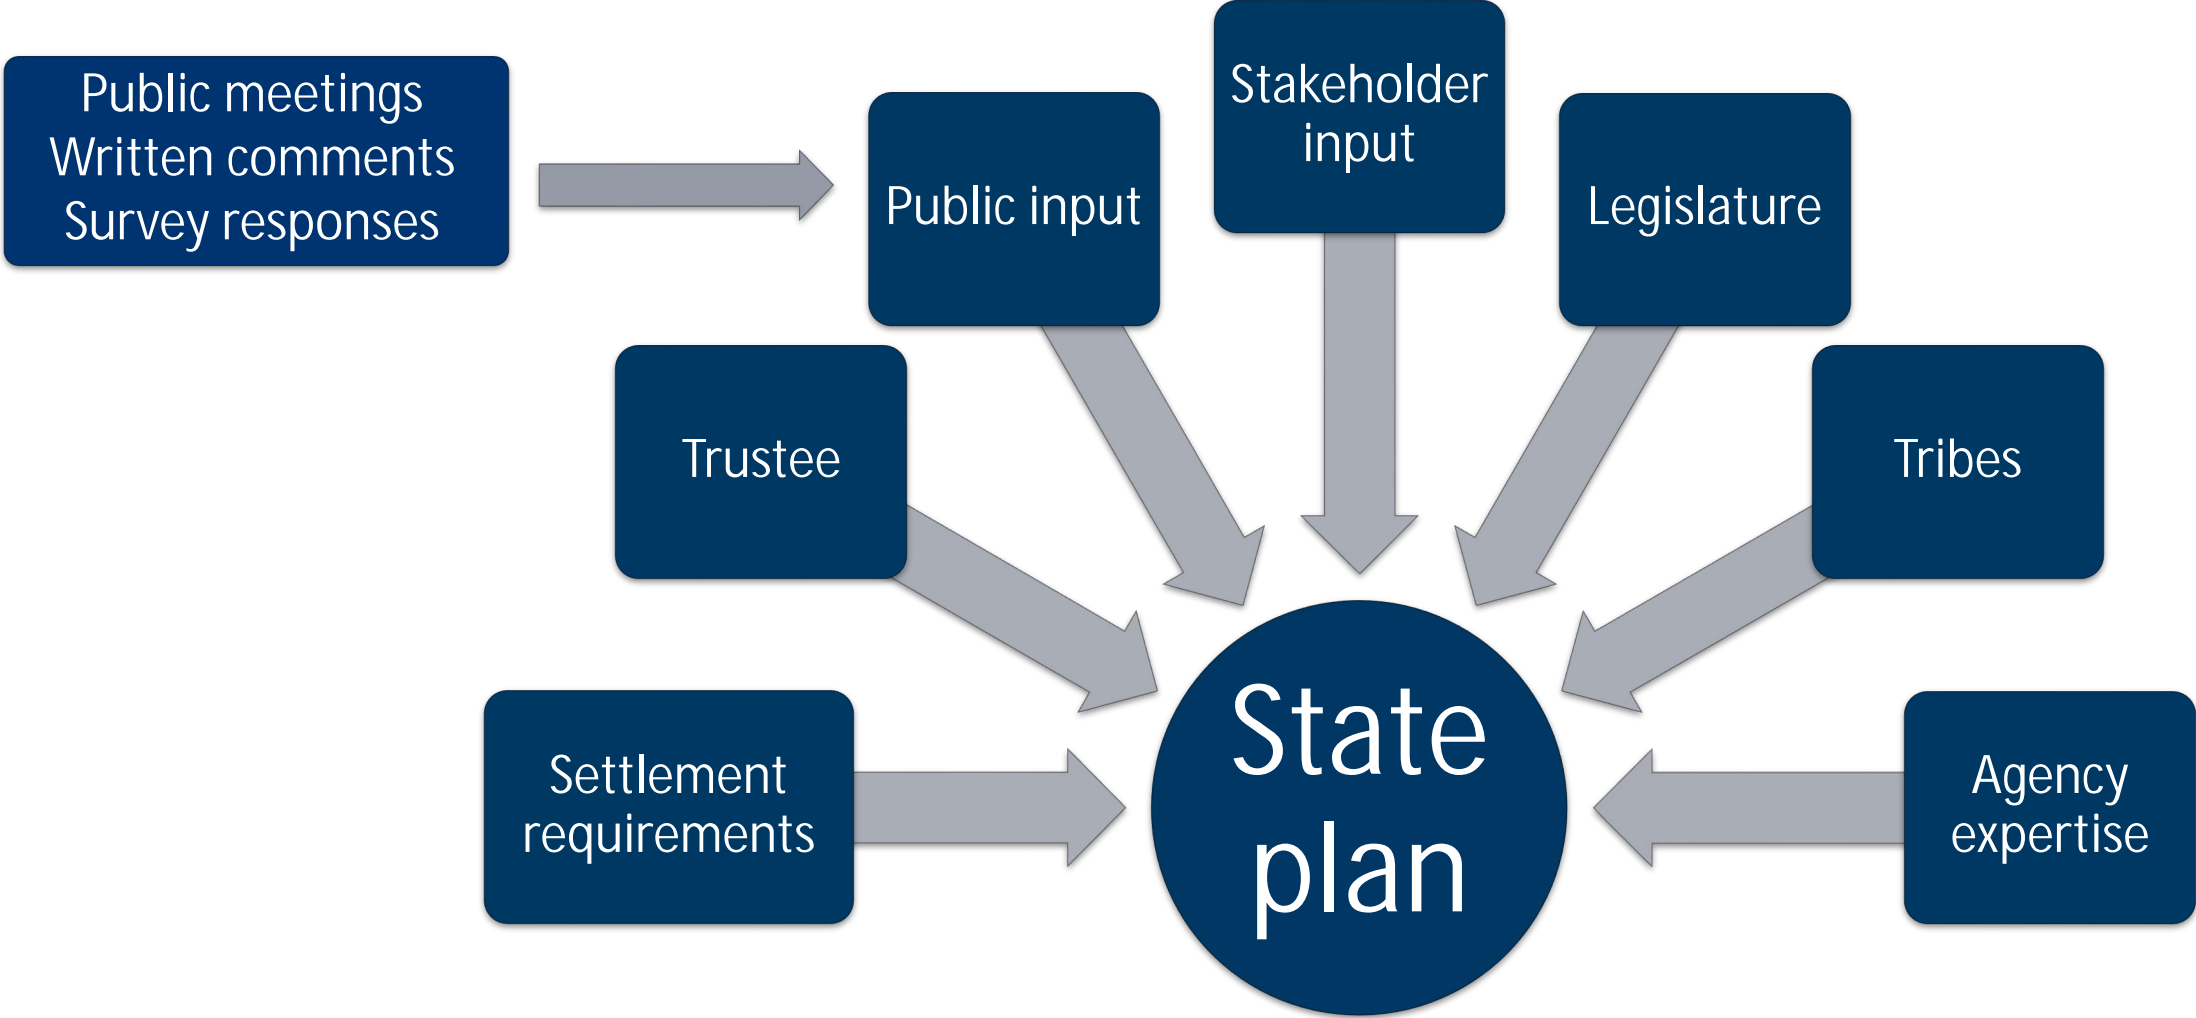 Public meetings
Written comments
Survey responses
Public input
Stakeholder
input
Legislature
Trustee
Tribes
Settlement
requirements
State
plan
Agency
expertise